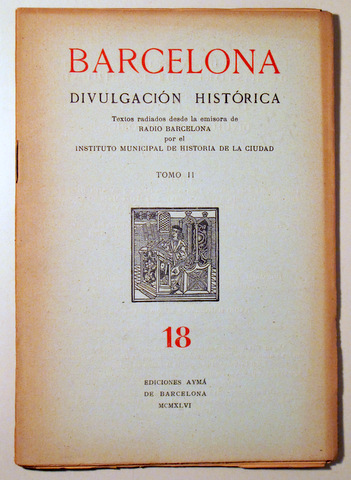 BARCELONA
DIVULGACIÓN HISTÓRICA
Textos radiados desde la emisora de
RADIO BARCELONA
por el
INSTITUTO MUNICIPAL DE HISTORIA DE LA CIUDAD
TOMO II
18
EDICIONES AYMÁ
DE BARCELONA
MCMXLVI